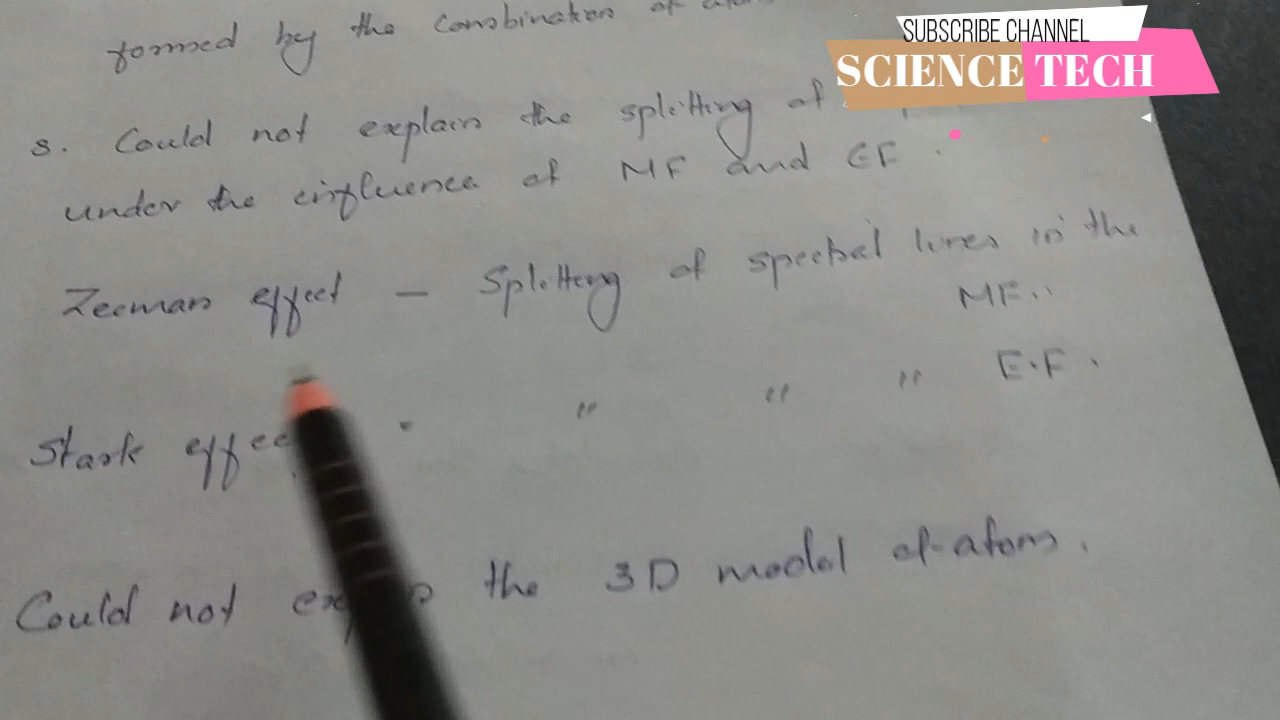 formed by the combination of
SUBSCRIBE CHANNEL
SCIENCE TECH
3. Could not explain the splitting of
under the influence of MF and EF.
Zeeman effect — Splitting of spectral lines in the
MF..
Stark effec - " " " E.F.
Could not the 3D model of atom.